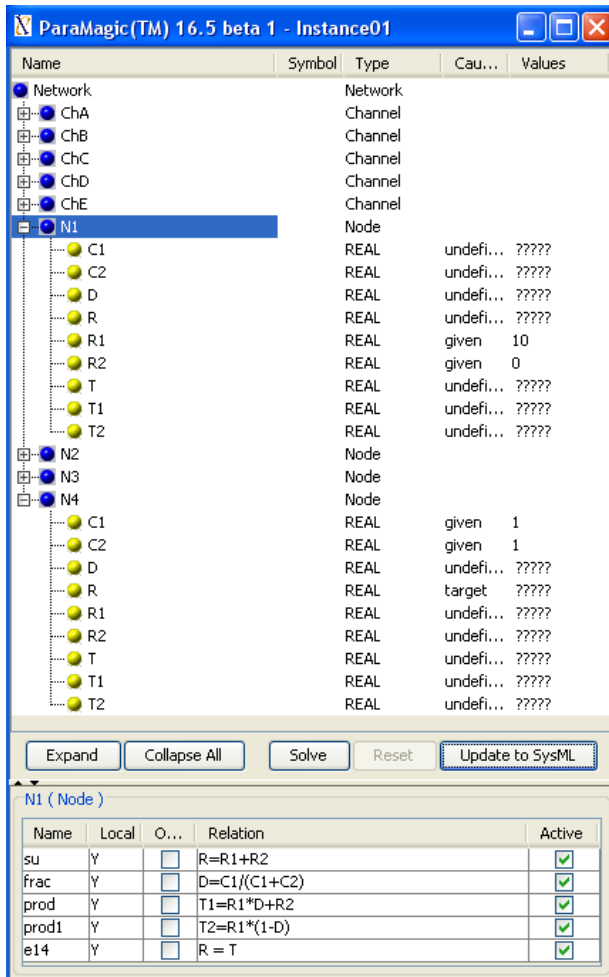 ParaMagic(TM) 16.5 beta 1 - Instance01
Name Symbol Type Cau... Values
Network Network
ChA Channel
ChB Channel
ChC Channel
ChD Channel
ChE Channel
N1 Node
C1 REAL undefi... ?????
C2 REAL undefi... ?????
D REAL undefi... ?????
R REAL undefi... ?????
R1 REAL given 10
R2 REAL given 0
T REAL undefi... ?????
T1 REAL undefi... ?????
T2 REAL undefi... ?????
N2 Node
N3 Node
N4 Node
C1 REAL given 1
C2 REAL given 1
D REAL undefi... ?????
R REAL target ?????
R1 REAL undefi... ?????
R2 REAL undefi... ?????
T REAL undefi... ?????
T1 REAL undefi... ?????
T2 REAL undefi... ?????
Expand Collapse All Solve Reset Update to SysML
N1 ( Node )
Name Local O... Relation Active
su Y R=R1+R2
frac Y D=C1/(C1+C2)
prod Y T1=R1*D+R2
prod1 Y T2=R1*(1-D)
e14 Y R = T